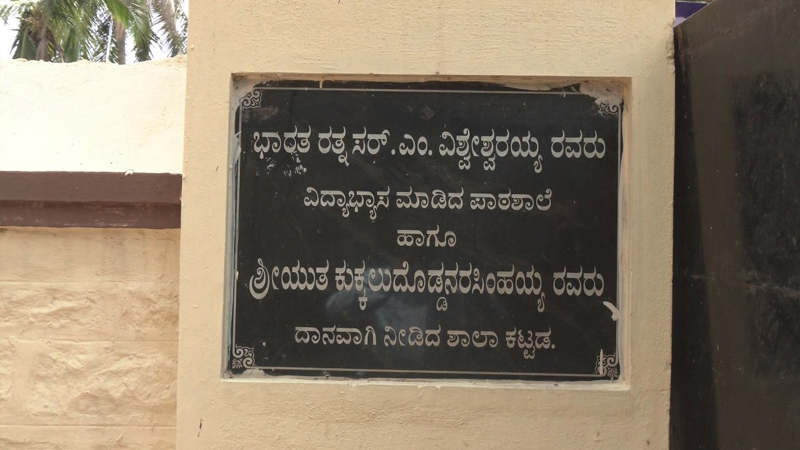 ಭಾರತ ರತ್ನ ಸರ್. ಎಂ. ವಿಶ್ವೇಶ್ವರಯ್ಯ ರವರು
ವಿದ್ಯಾಭ್ಯಾಸ ಮಾಡಿದ ಪಾಠಶಾಲೆ
ಹಾಗೂ
ಶ್ರೀಯುತ ಕುಕ್ಕಲುದೊಡ್ಡನರಸಿಂಹಯ್ಯ ರವರು
ದಾನವಾಗಿ ನೀಡಿದ ಶಾಲಾ ಕಟ್ಟಡ.